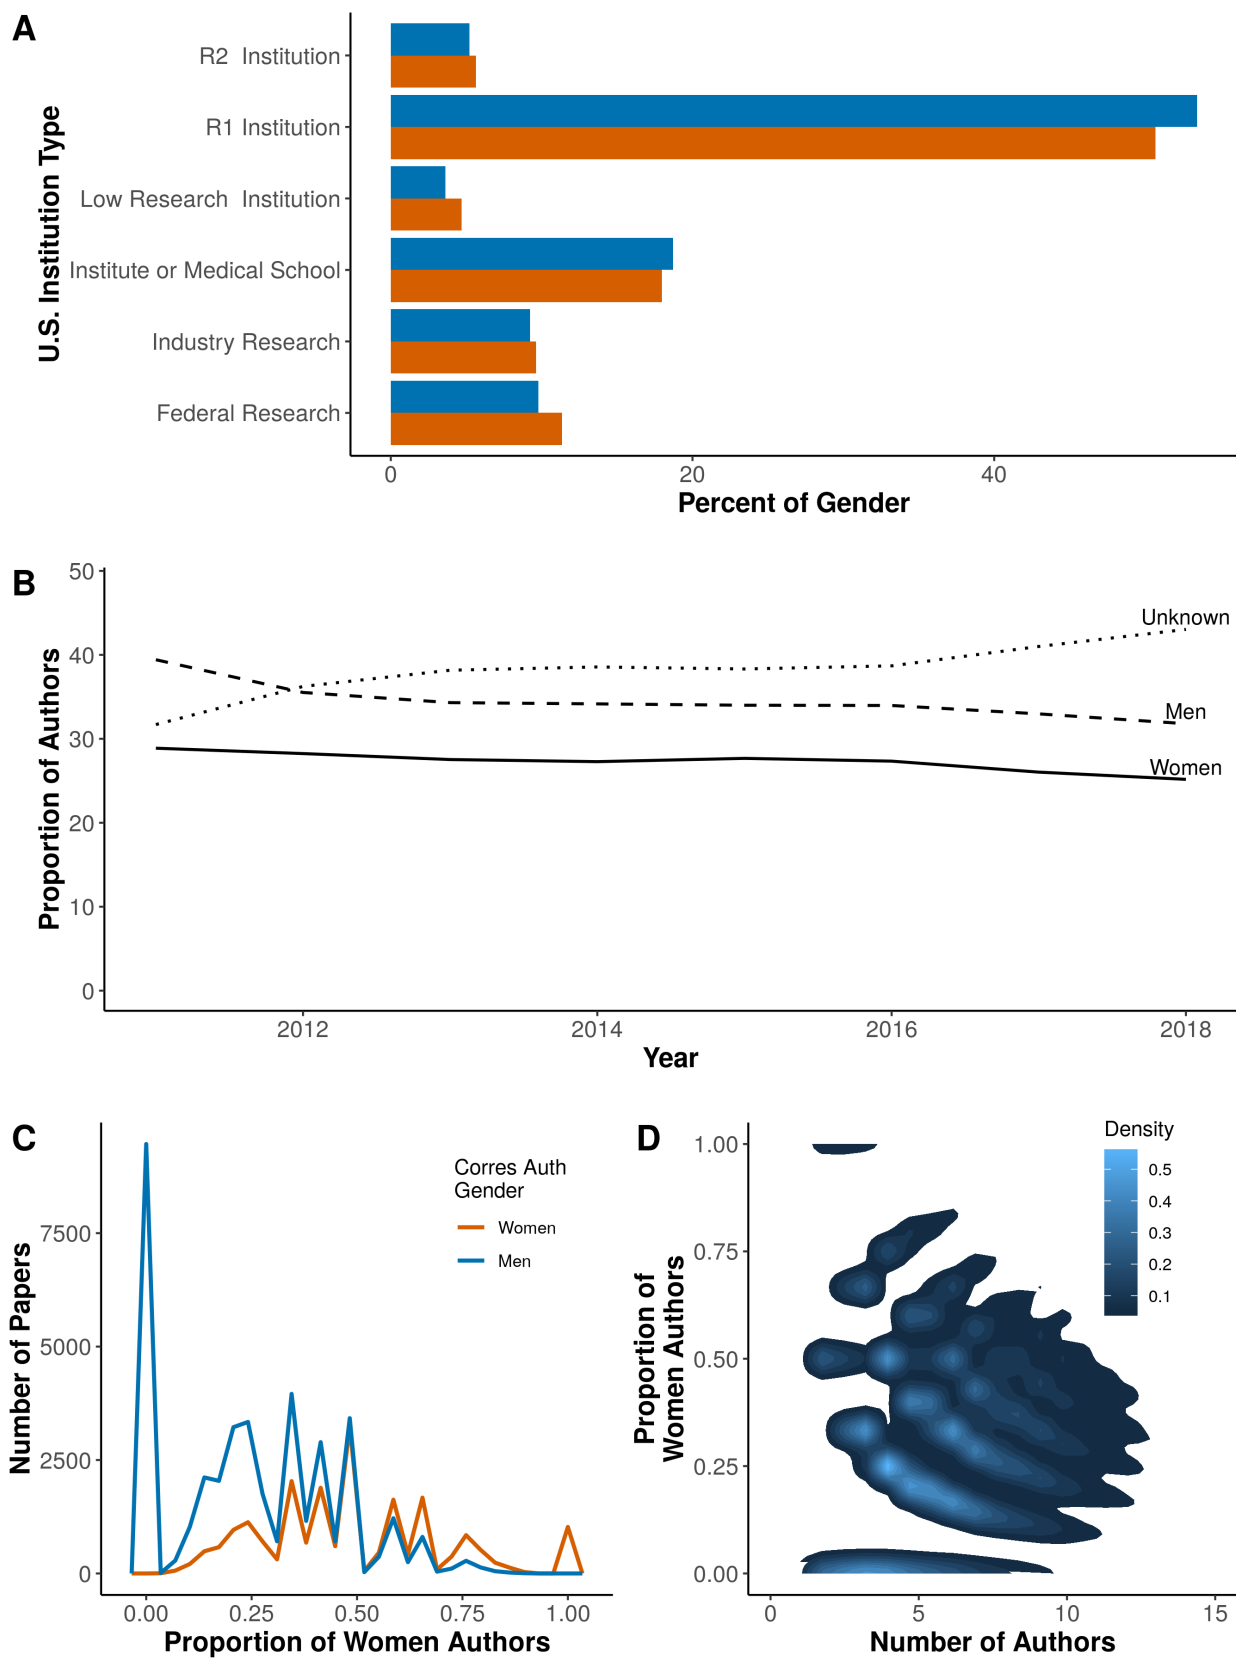 A
U.S. Institution Type
R2  Institution
R1 Institution
Low Research  Institution
Institute or Medical School
Industry Research
Federal Research
0
20
40
Percent of Gender
B
Proportion of Authors
50
40
30
20
10
0
Unknown
Men
Women
2012
2014
2016
2018
Year
C
Number of Papers
7500
5000
2500
0
Corres Auth
Gender
Women
Men
0.00
0.25
0.50
0.75
1.00
Proportion of Women Authors
D
Proportion of
Women Authors
1.00
0.75
0.50
0.25
0.00
Density
0.5
0.4
0.3
0.2
0.1
0
5
10
15
Number of Authors